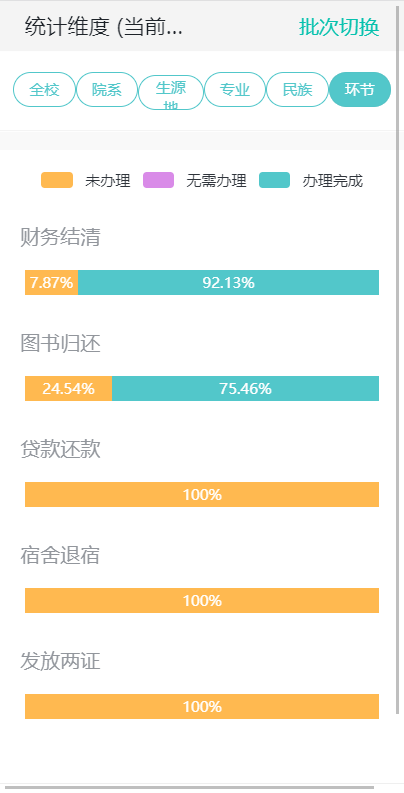 统计维度 (当前...
批次切换
全校
院系
生源
地
专业
民族
环节
未办理
无需办理
办理完成
财务结清
7.87%
92.13%
图书归还
24.54%
75.46%
贷款还款
100%
宿舍退宿
100%
发放两证
100%